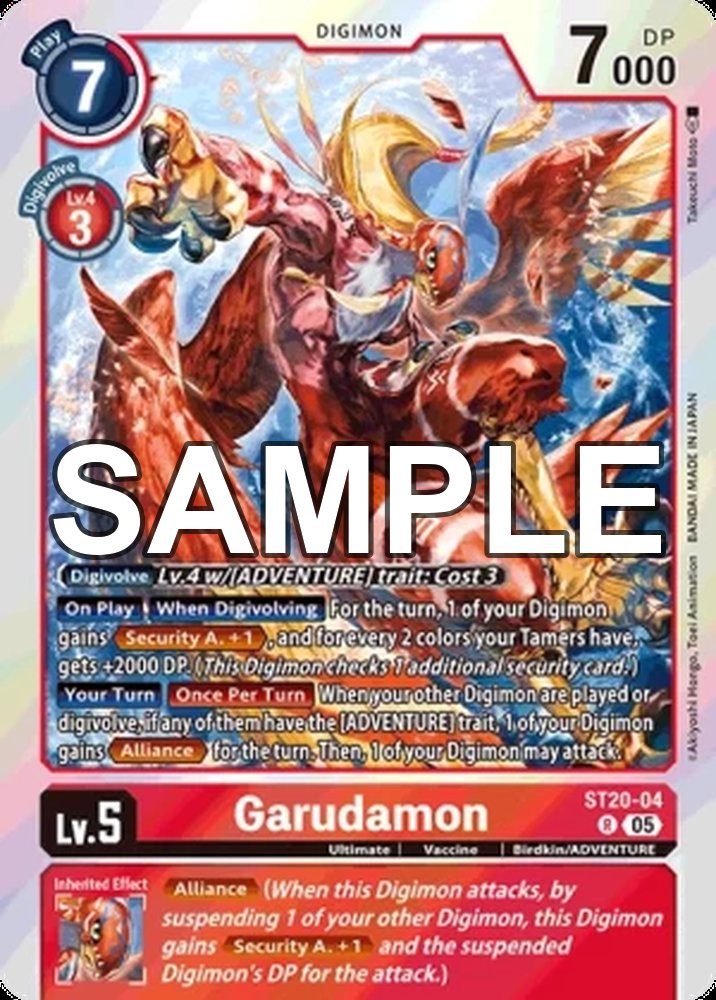 Play
7
DIGIMON
7000
DP
Digivolve
Lv.4
3
Takeuchi Moto
BANDAI MADE IN JAPAN
©Akiyoshi Hongo, Toei Animation
SAMPLE
Digivolve Lv.4 w/[ADVENTURE] trait: Cost 3
On Play When Digivolving For the turn, 1 of your Digimon
gains Security A. +1, and for every 2 colors your Tamers have,
gets +2000 DP. (This Digimon checks 1 additional security card.)
Your Turn Once Per Turn When your other Digimon are played or
digivolve, if any of them have the [ADVENTURE] trait, 1 of your Digimon
gains Alliance for the turn. Then, 1 of your Digimon may attack.
Lv.5
Garudamon
ST20-04
R 05
Ultimate | Vaccine | Birdkin/ADVENTURE
Inherited Effect
Alliance (When this Digimon attacks, by
suspending 1 of your other Digimon, this Digimon
gains Security A. +1 and the suspended
Digimon's DP for the attack.)